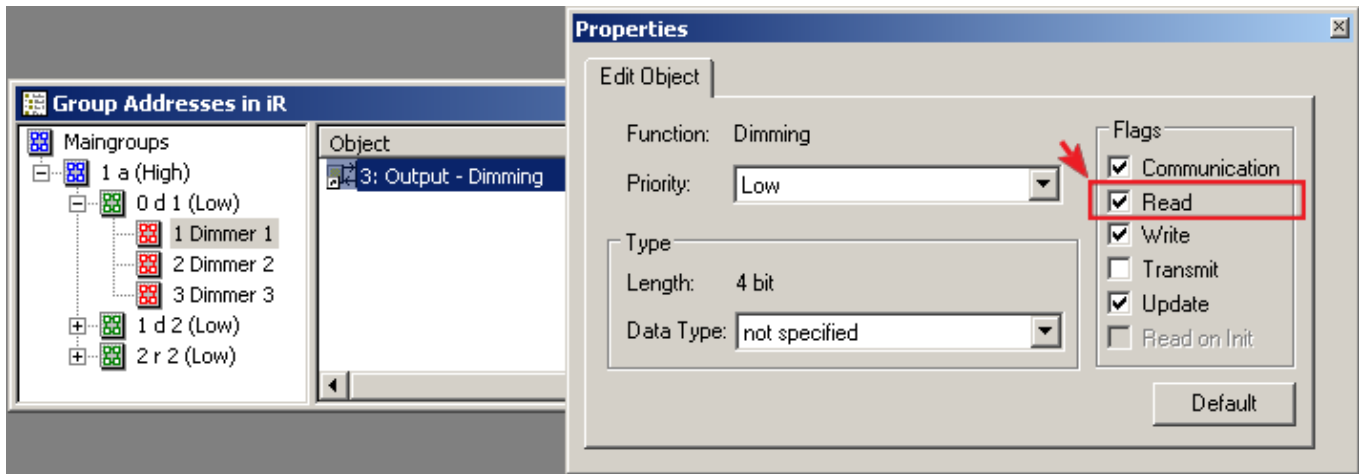 Group Addresses in iR
Maingroups
1 a (High)
0 d 1 (Low)
1 Dimmer 1
2 Dimmer 2
3 Dimmer 3
1 d 2 (Low)
2 r 2 (Low)
Object
3: Output - Dimming
Properties
Edit Object
Function: Dimming
Priority: Low
Type
Length: 4 bit
Data Type: not specified
Flags
Communication
Read
Write
Transmit
Update
Read on Init
Default